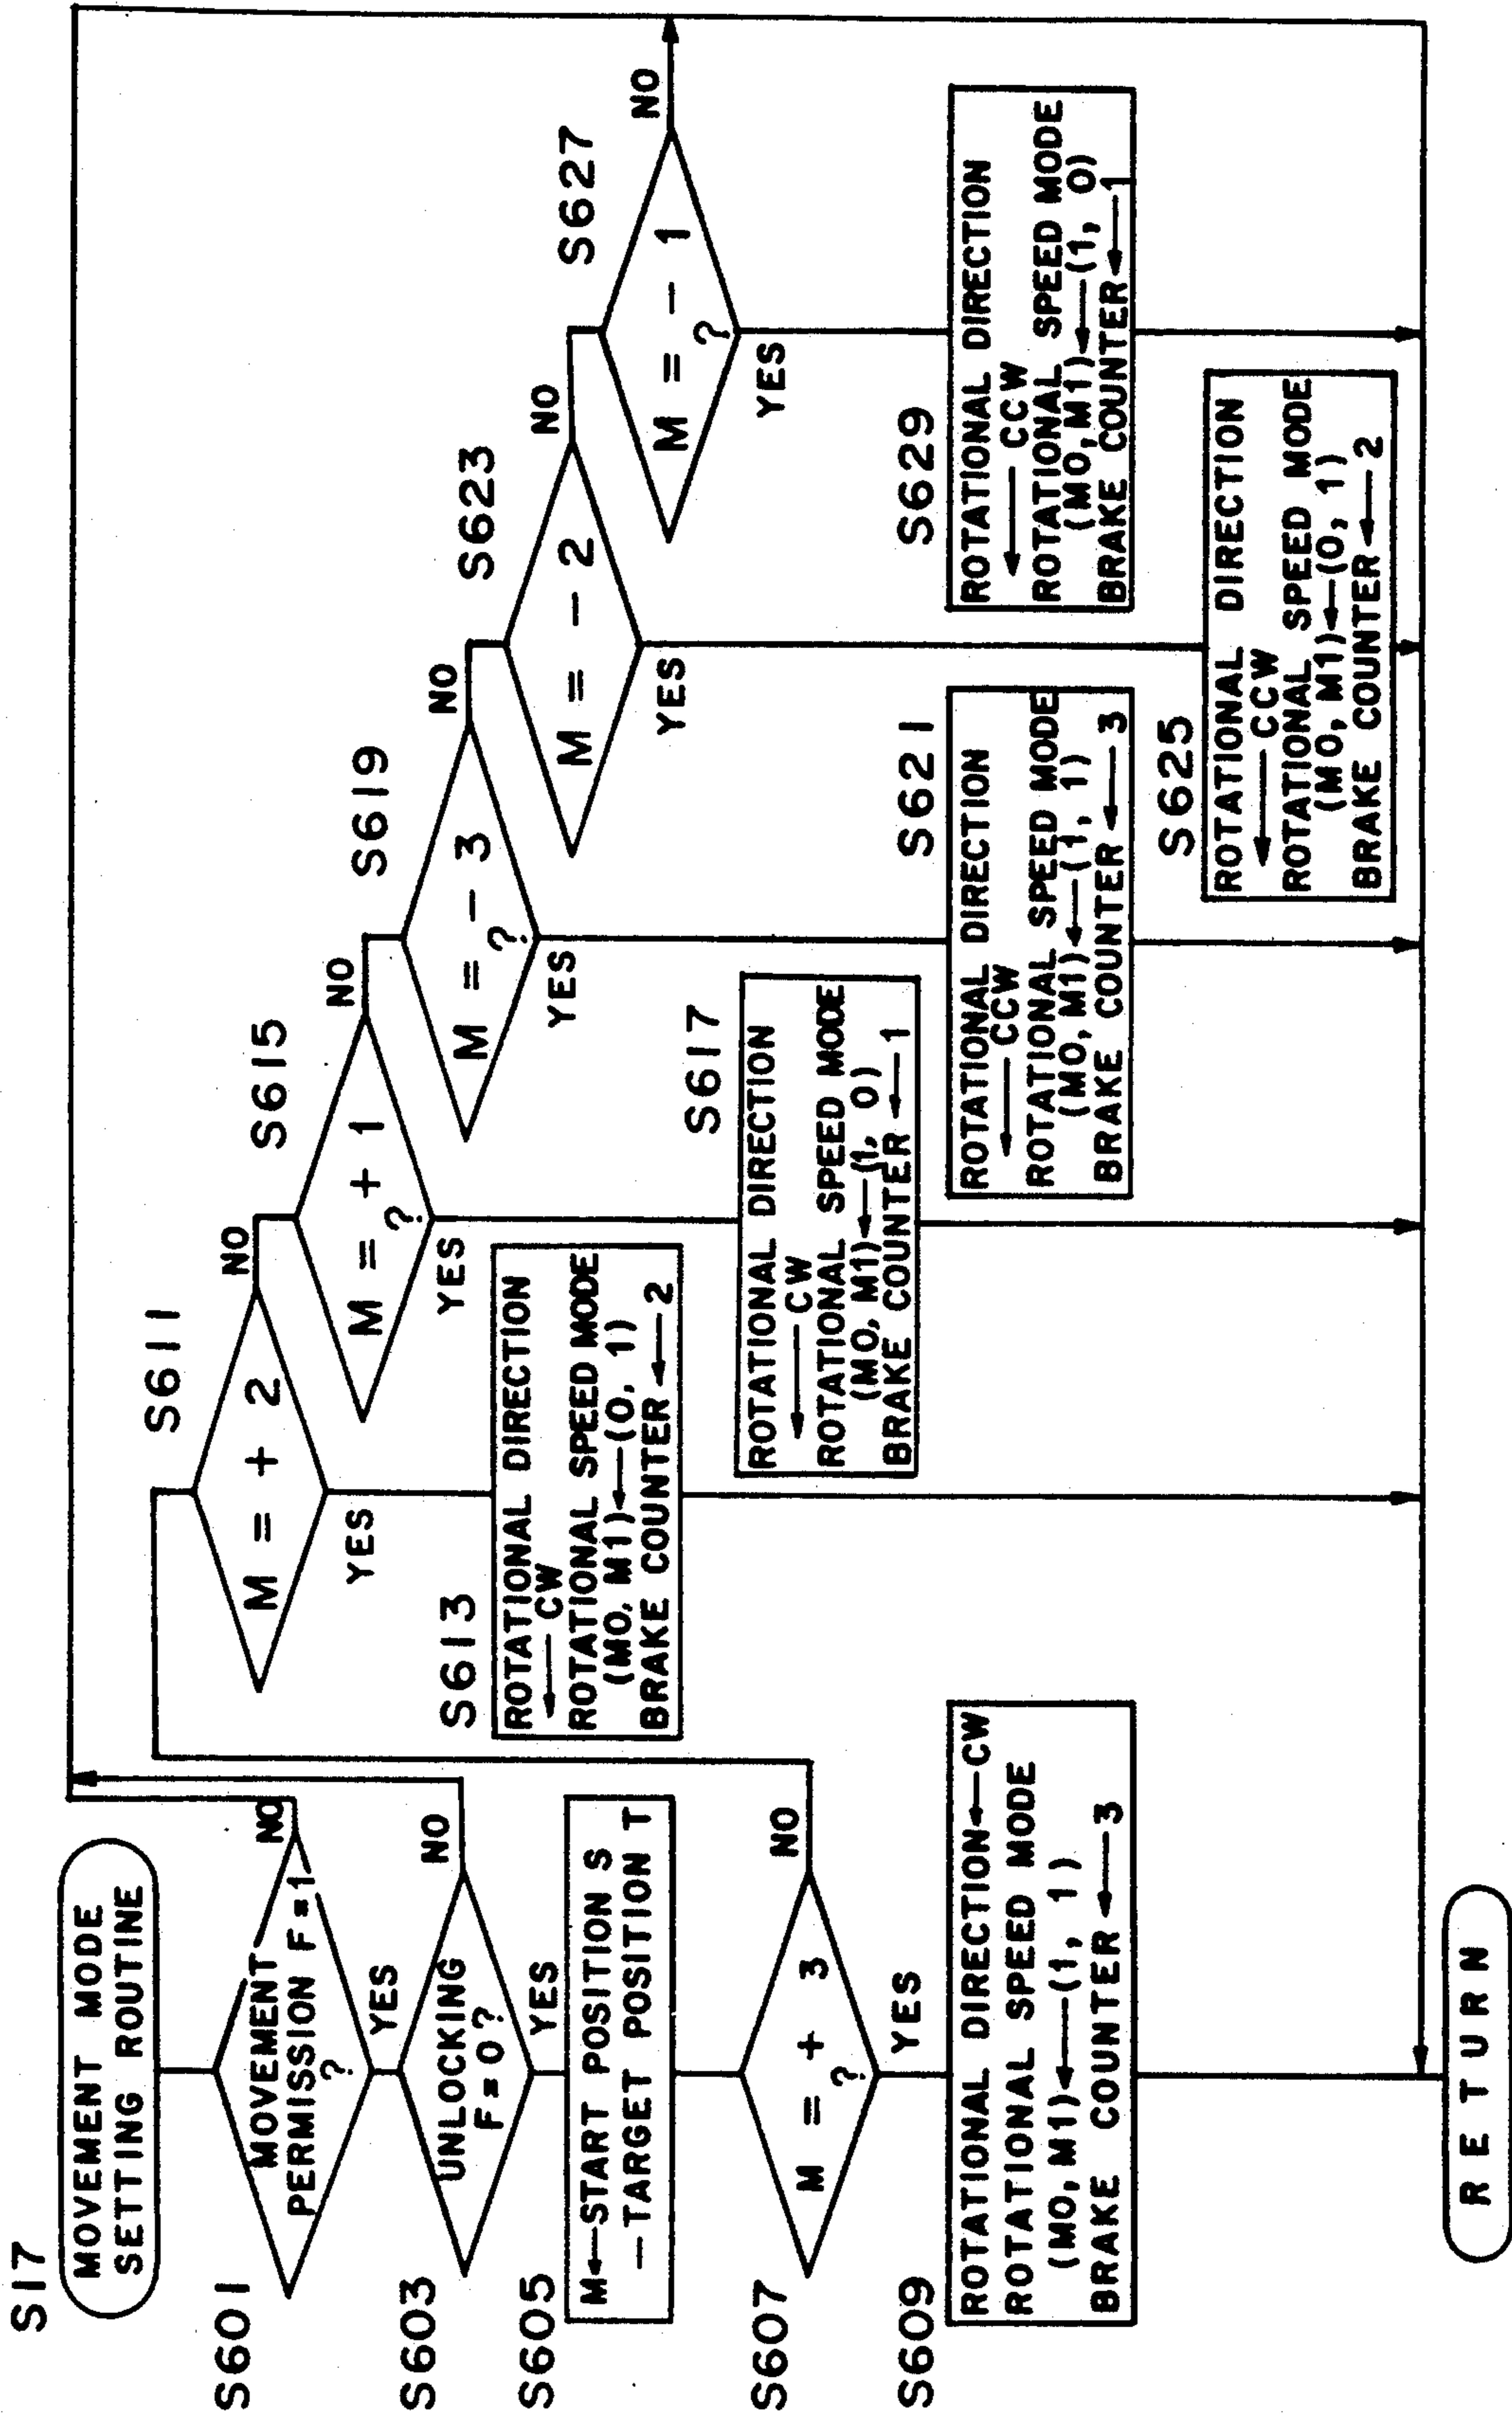 S17
MOVEMENT MODE
SETTING ROUTINE
S601
MOVEMENT
PERMISSION F=1
?
NO
YES
S603
UNLOCKING
F=0?
NO
YES
S605
M←START POSITION S
—TARGET POSITION T
S607
M = + 3
?
NO
YES
S609
ROTATIONAL DIRECTION←CW
ROTATIONAL SPEED MODE
(M0,M1)←(1, 1)
BRAKE COUNTER←3
S611
M = + 2
NO
YES
S613
ROTATIONAL DIRECTION
← CW
ROTATIONAL SPEED MODE
(M0,M1)←(0, 1)
BRAKE COUNTER←2
S615
M = + 1
?
NO
YES
S617
ROTATIONAL DIRECTION
← CW
ROTATIONAL SPEED MODE
(M0,M1)←(1, 0)
BRAKE COUNTER←1
S619
M = - 3
?
NO
YES
S621
ROTATIONAL DIRECTION
← CCW
ROTATIONAL SPEED MODE
(M0,M1)←(1, 1)
BRAKE COUNTER←3
S623
M = - 2
NO
YES
S625
ROTATIONAL DIRECTION
← CCW
ROTATIONAL SPEED MODE
(M0,M1)←(0, 1)
BRAKE COUNTER←2
S627
M = - 1
?
NO
YES
S629
ROTATIONAL DIRECTION
← CCW
ROTATIONAL SPEED MODE
(M0,M1)←(1, 0)
BRAKE COUNTER←1
RETURN